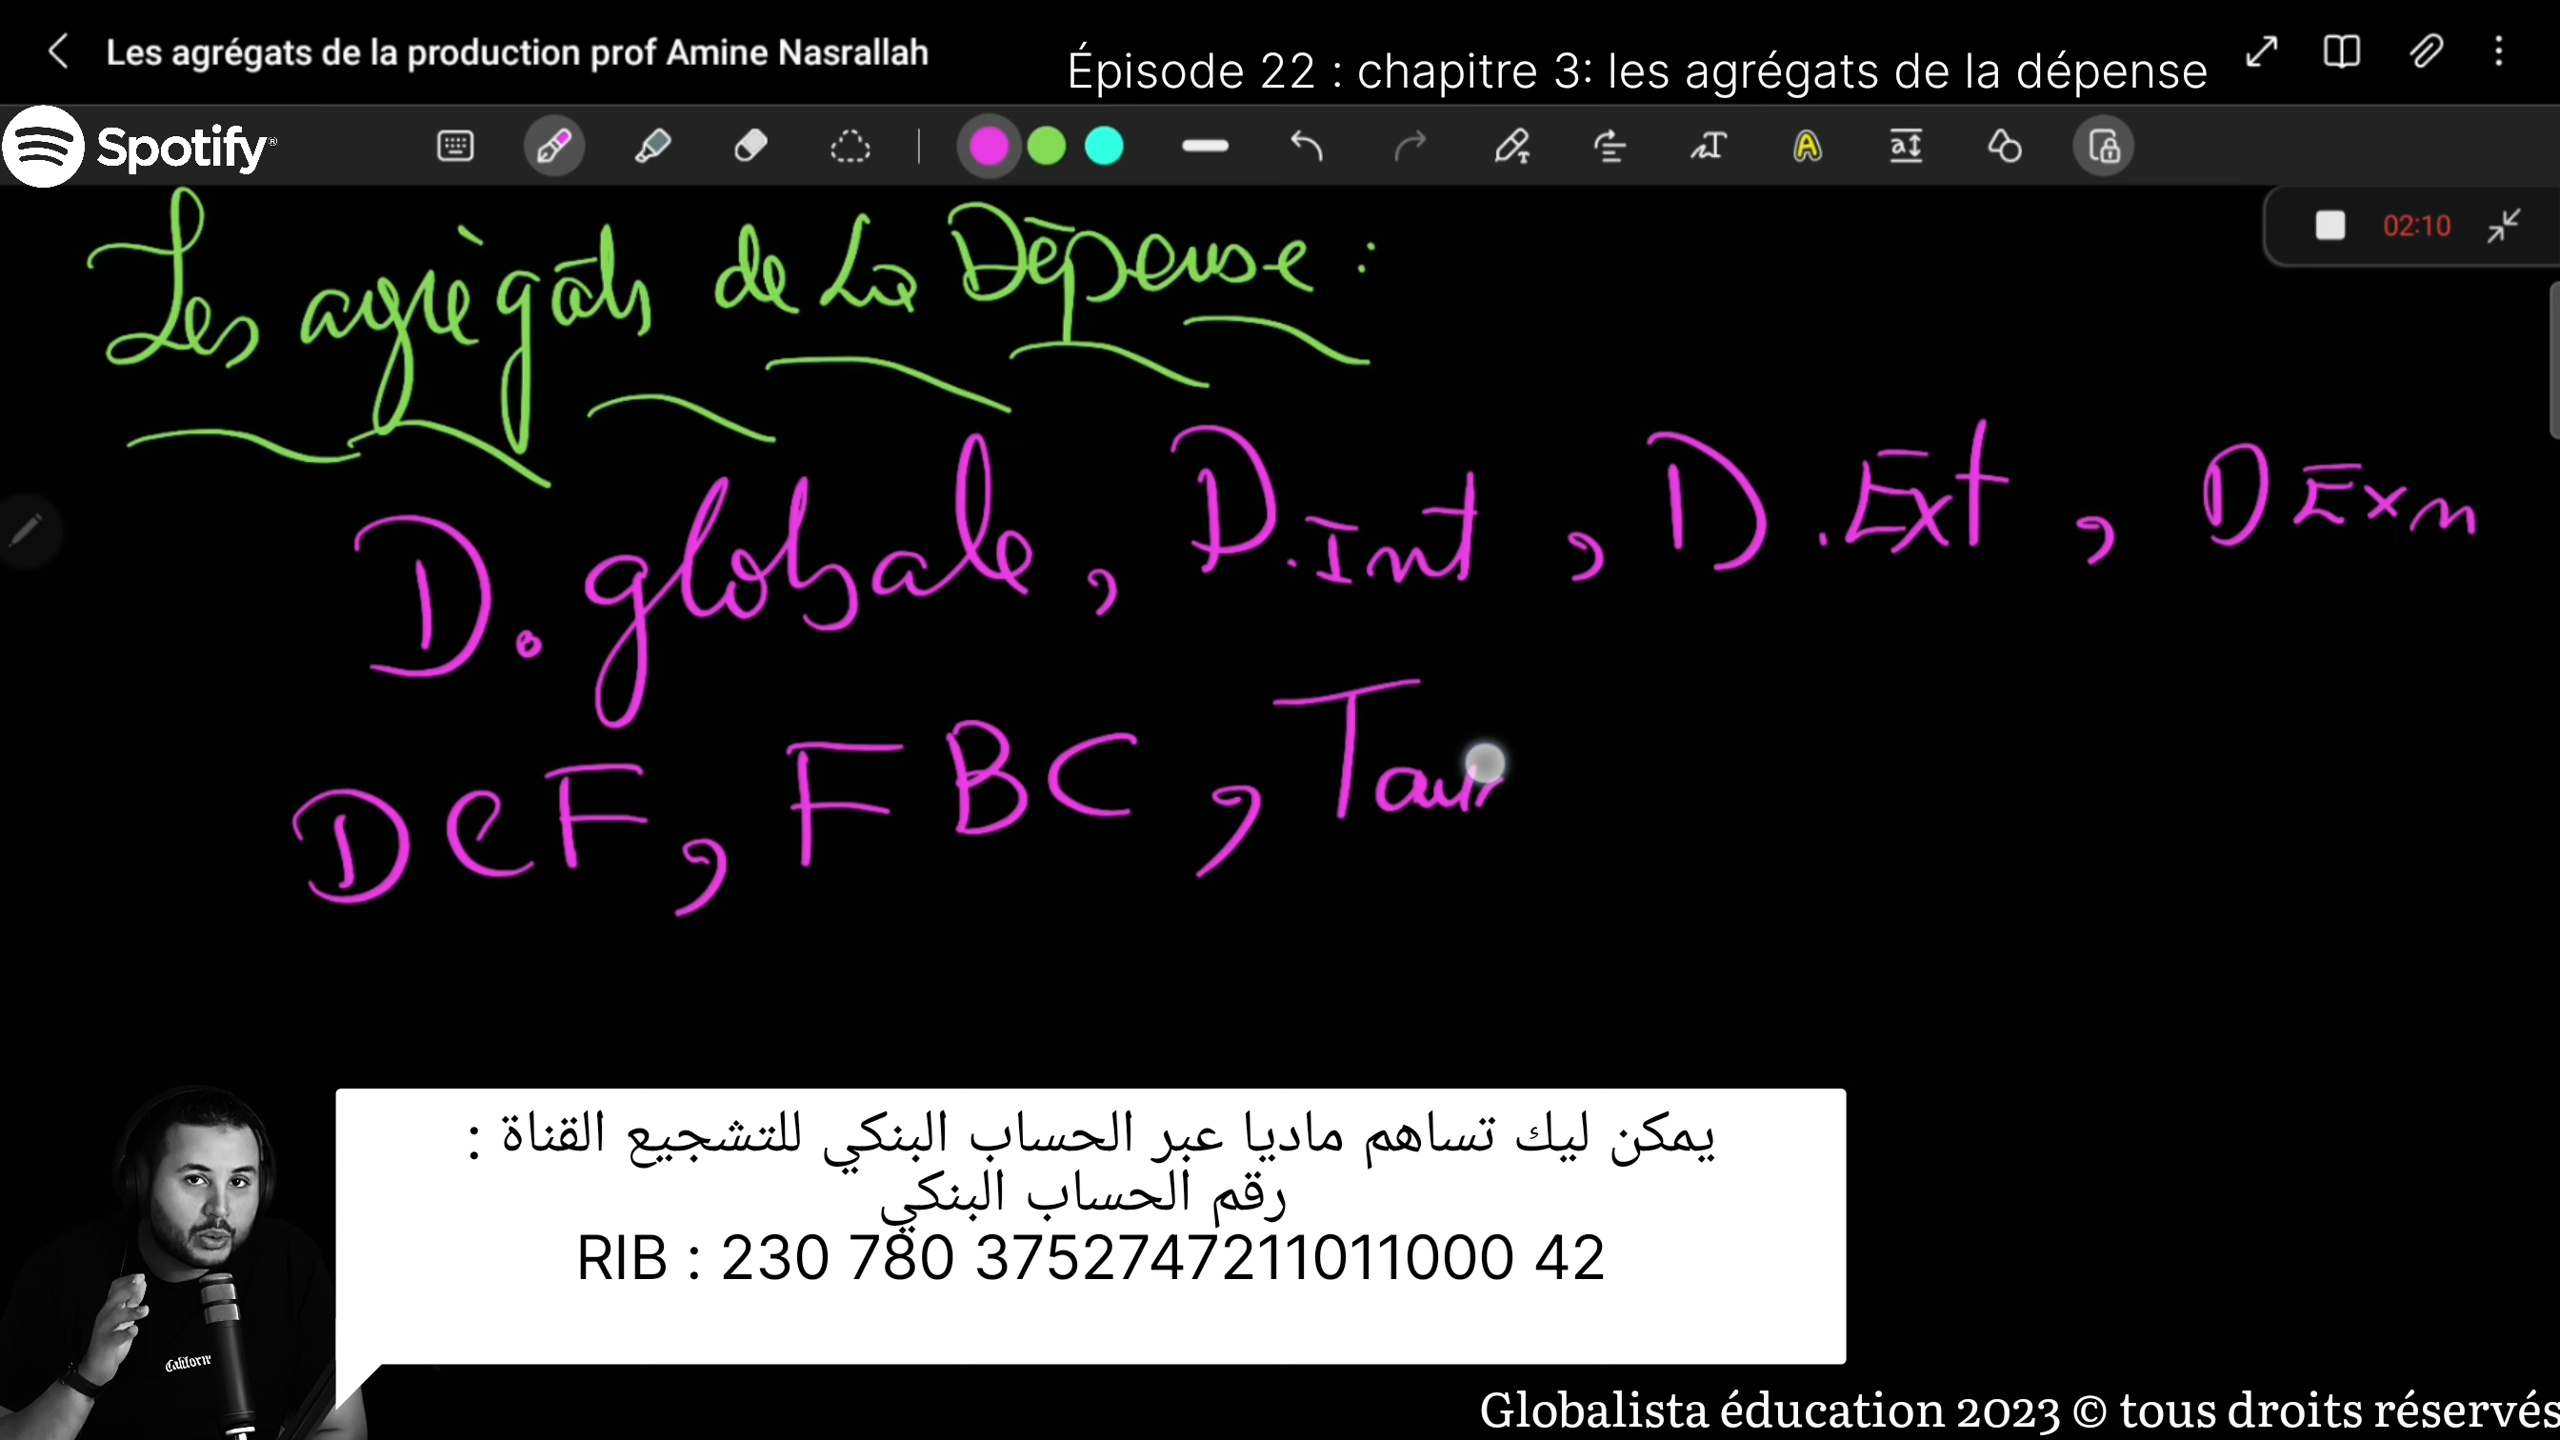 Les agrégats de la production prof Amine Nasrallah
Épisode 22 : chapitre 3: les agrégats de la dépense
Spotify
02:10
Les agrègâts de La Dēpense :
D. globale, D.Int, D.Ext, D Exn
DCF, FBC, Taux
يمكن ليك تساهم ماديا عبر الحساب البنكي للتشجيع القناة :
رقم الحساب البنكي
RIB : 230 780 3752747211011000 42
Globalista éducation 2023 © tous droits réservés